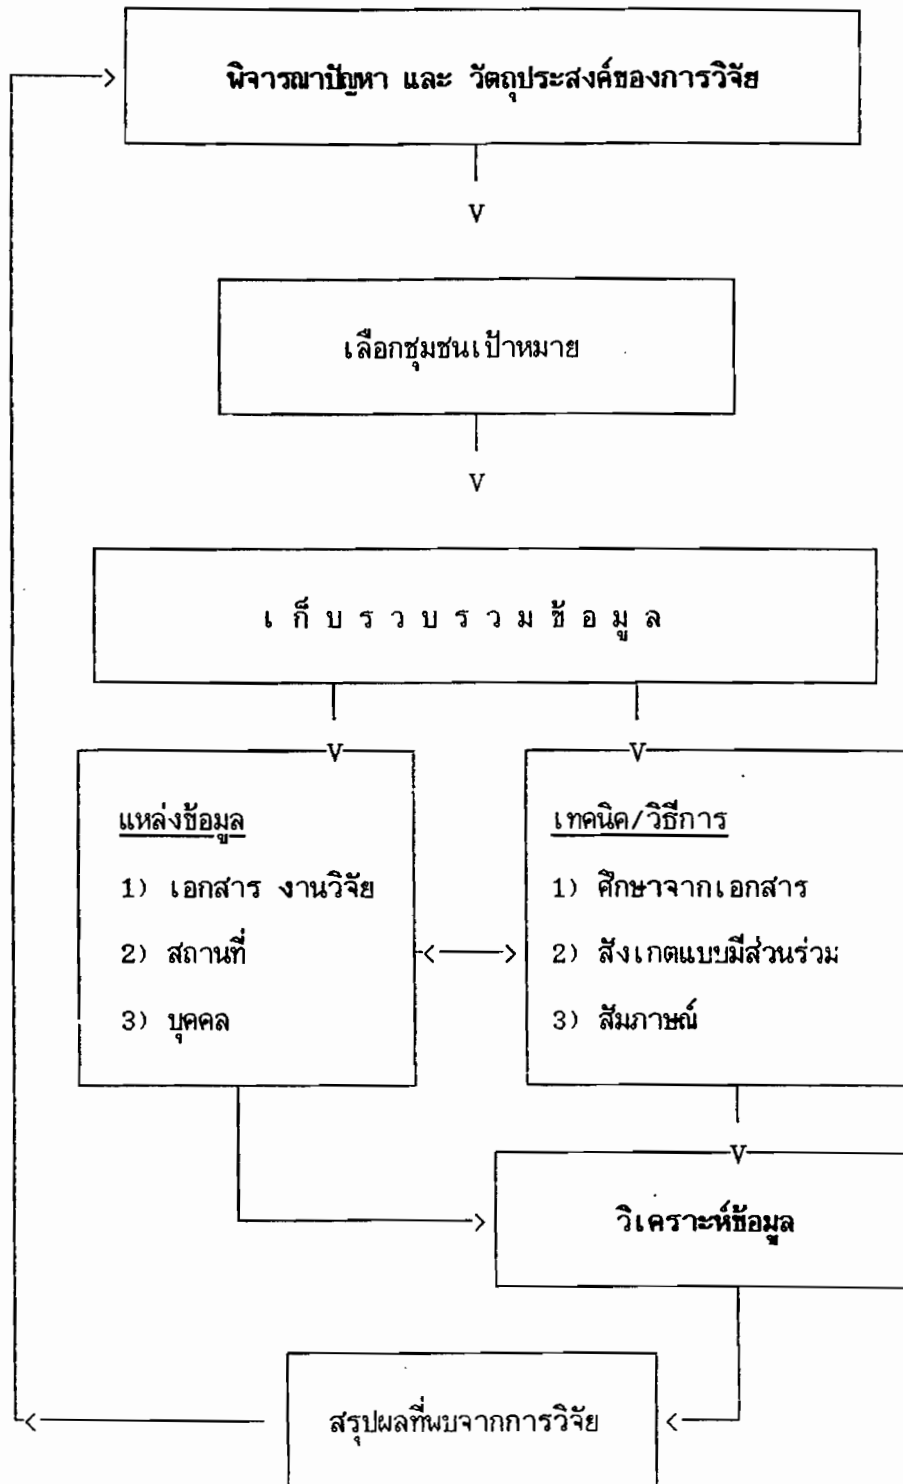 พิจารณาปัญหา และ วัตถุประสงค์ของการวิจัย
เลือกชุมชนเป้าหมาย
เ ก็ บ ร ว บ ร ว ม ข้ อ มู ล
แหล่งข้อมูล
1) เอกสาร งานวิจัย
2) สถานที่
3) บุคคล
เทคนิค/วิธีการ
1) ศึกษาจากเอกสาร
2) สังเกตแบบมีส่วนร่วม
3) สัมภาษณ์
วิเคราะห์ข้อมูล
สรุปผลที่พบจากการวิจัย